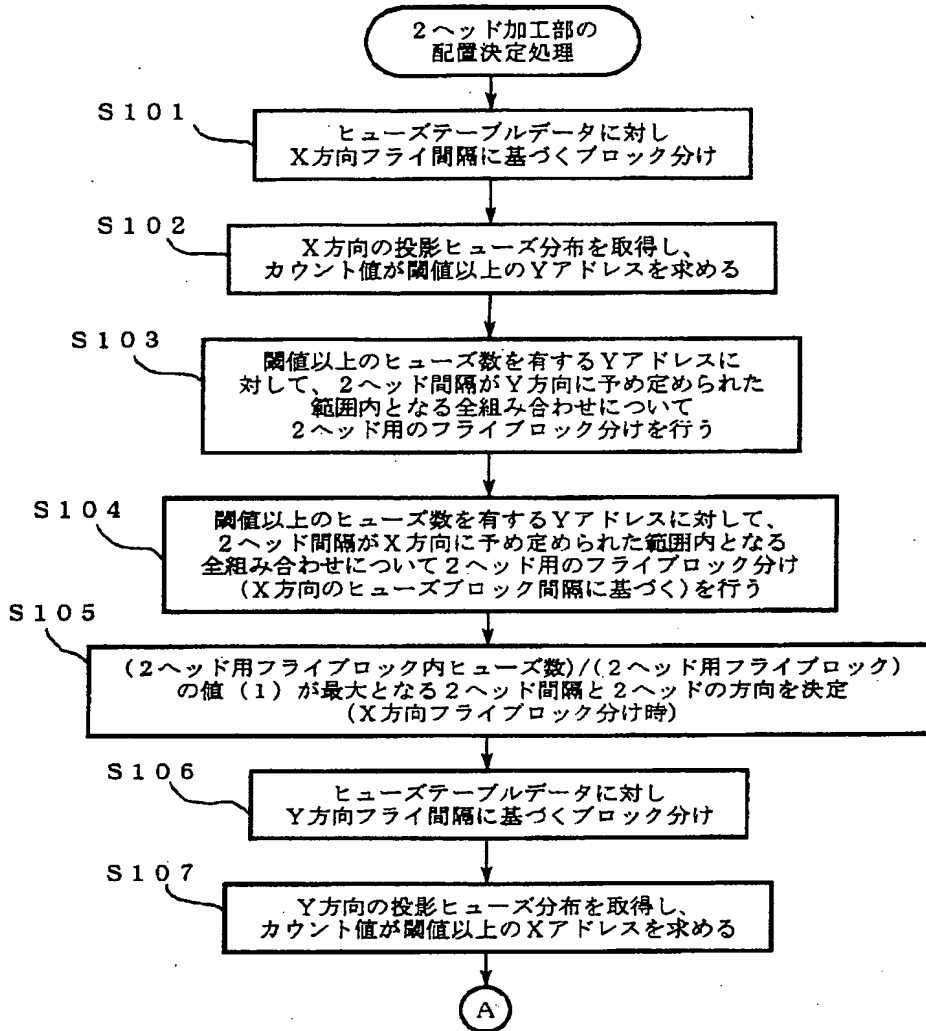 2ヘッド加工部の
配置決定処理
S101
ヒューズテーブルデータに対し
X方向フライ間隔に基づくブロック分け
S102
X方向の投影ヒューズ分布を取得し、
カウント値が閾値以上のYアドレスを求める
S103
閾値以上のヒューズ数を有するYアドレスに
対して、2ヘッド間隔がY方向に予め定められた
範囲内となる全組み合わせについて
2ヘッド用のフライブロック分けを行う
S104
閾値以上のヒューズ数を有するYアドレスに対して、
2ヘッド間隔がX方向に予め定められた範囲内となる
全組み合わせについて2ヘッド用のフライブロック分け
(X方向のヒューズブロック間隔に基づく)を行う
S105
(2ヘッド用フライブロック内ヒューズ数)/(2ヘッド用フライブロック)
の値(1)が最大となる2ヘッド間隔と2ヘッドの方向を決定
(X方向フライブロック分け時)
S106
ヒューズテーブルデータに対し
Y方向フライ間隔に基づくブロック分け
S107
Y方向の投影ヒューズ分布を取得し、
カウント値が閾値以上のXアドレスを求める
A